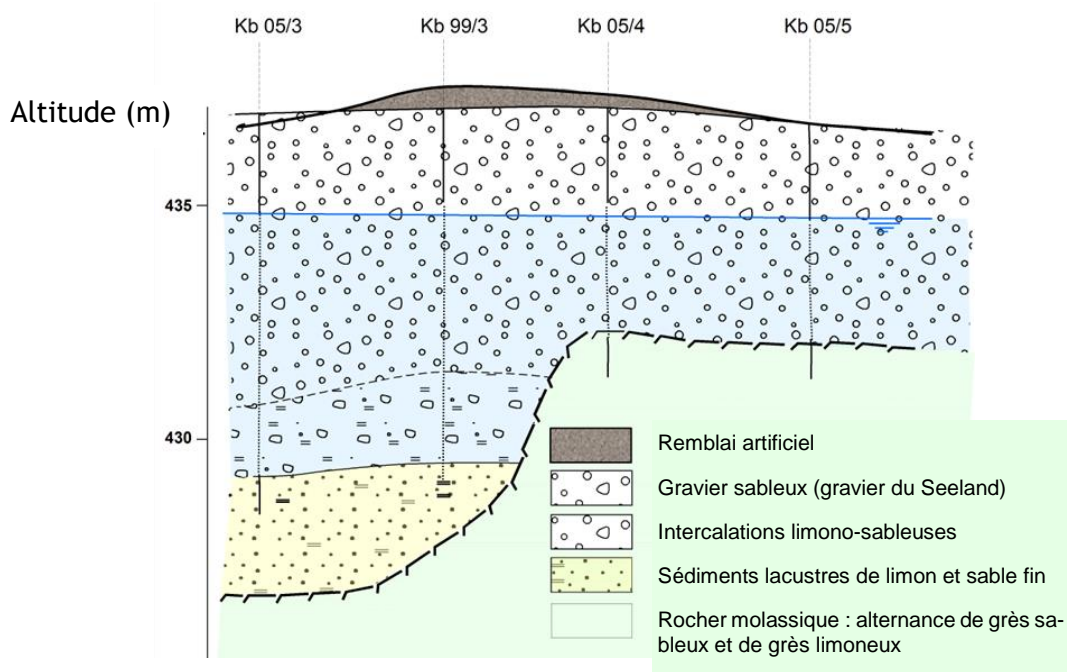 Kb 05/3 Kb 99/3 Kb 05/4 Kb 05/5
Altitude (m)
435
430
Remblai artificiel
Gravier sableux (gravier du Seeland)
Intercalations limono-sableuses
Sédiments lacustres de limon et sable fin
Rocher molassique : alternance de grès sa-
bleux et de grès limoneux